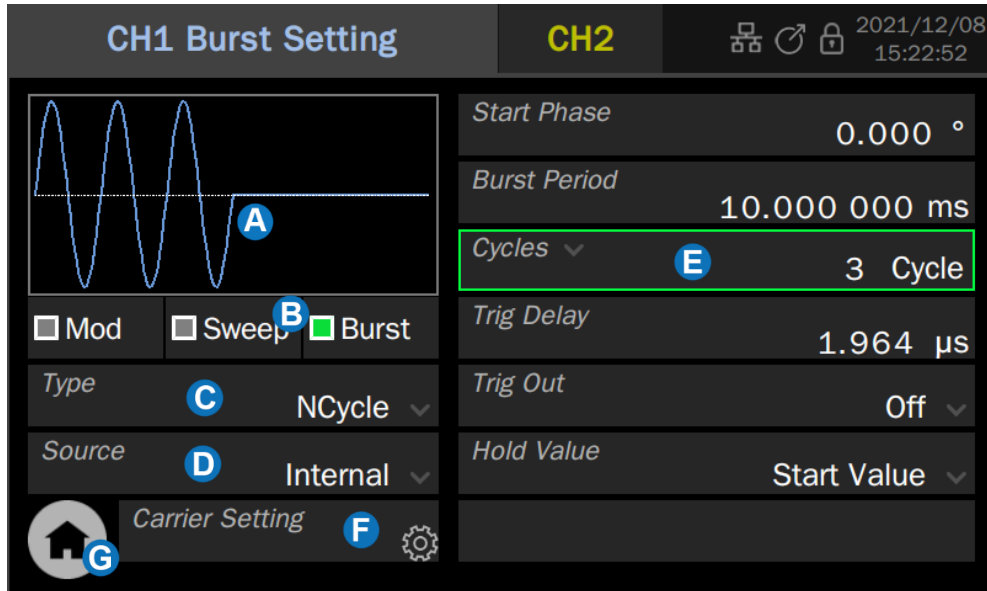 CH1 Burst Setting
CH2
2021/12/08
15:22:52
A
B
Mod
Sweep
Burst
Type
C
NCycle
Source
D
Internal
Carrier Setting
F
G
Start Phase
0.000 °
Burst Period
10.000 000 ms
Cycles
E
3 Cycle
Trig Delay
1.964 µs
Trig Out
Off
Hold Value
Start Value